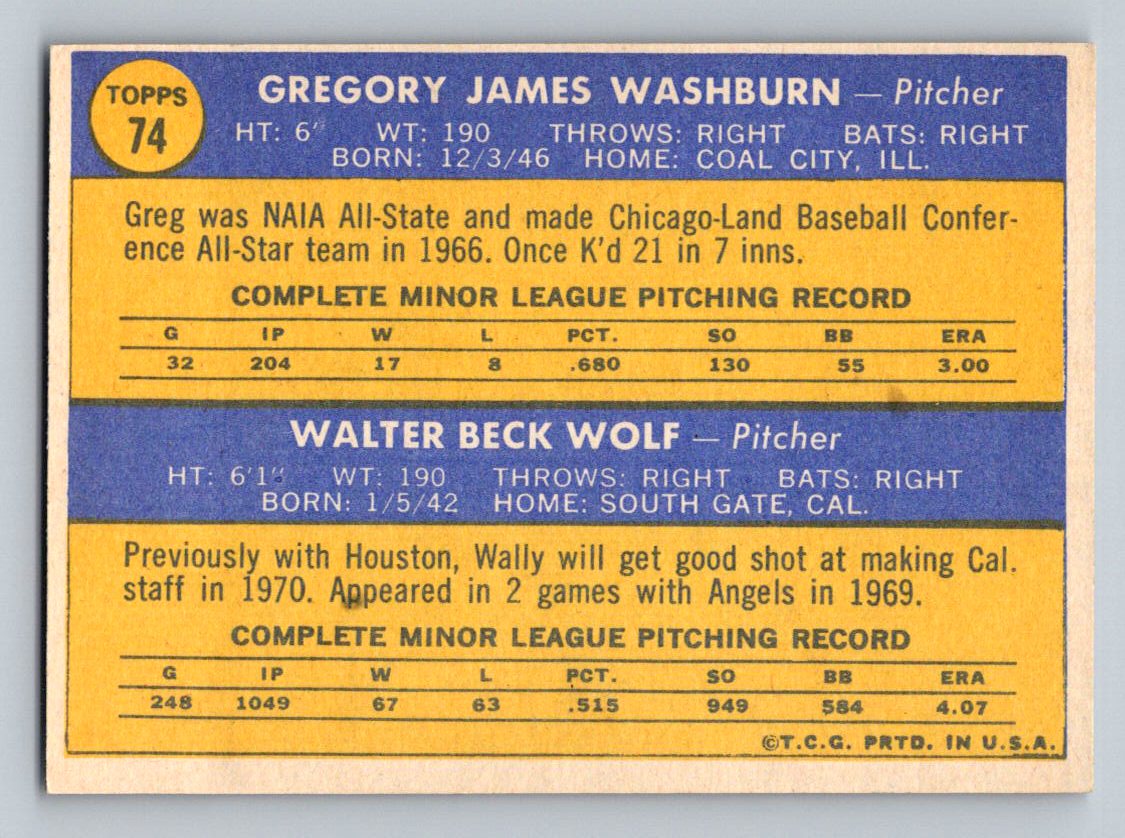 TOPPS
74
GREGORY JAMES WASHBURN — Pitcher
HT: 6" WT: 190 THROWS: RIGHT BATS: RIGHT
BORN: 12/3/46 HOME: COAL CITY, ILL.
Greg was NAIA All-State and made Chicago-Land Baseball Confer-
ence All-Star team in 1966. Once K'd 21 in 7 inns.
COMPLETE MINOR LEAGUE PITCHING RECORD
G IP W L PCT. SO BB ERA
32 204 17 8 .680 130 55 3.00
WALTER BECK WOLF — Pitcher
HT: 6'1" WT: 190 THROWS: RIGHT BATS: RIGHT
BORN: 1/5/42 HOME: SOUTH GATE, CAL.
Previously with Houston, Wally will get good shot at making Cal.
staff in 1970. Appeared in 2 games with Angels in 1969.
COMPLETE MINOR LEAGUE PITCHING RECORD
G IP W L PCT. SO BB ERA
248 1049 67 63 .515 949 584 4.07
©T.C.G. PRTD. IN U.S.A.